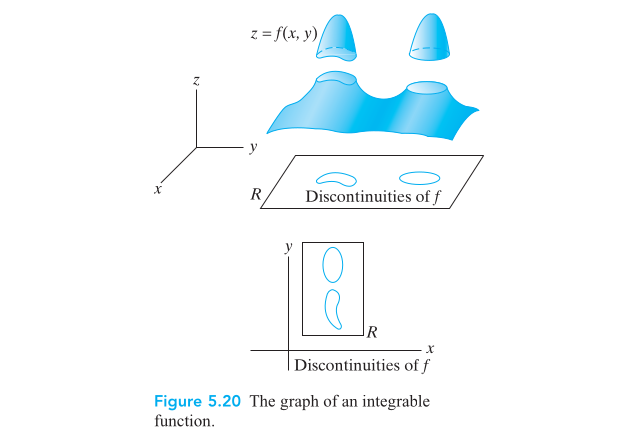 z = f(x, y)
z
y
x
R
Discontinuities of f
y
R
x
Discontinuities of f
Figure 5.20 The graph of an integrable
function.